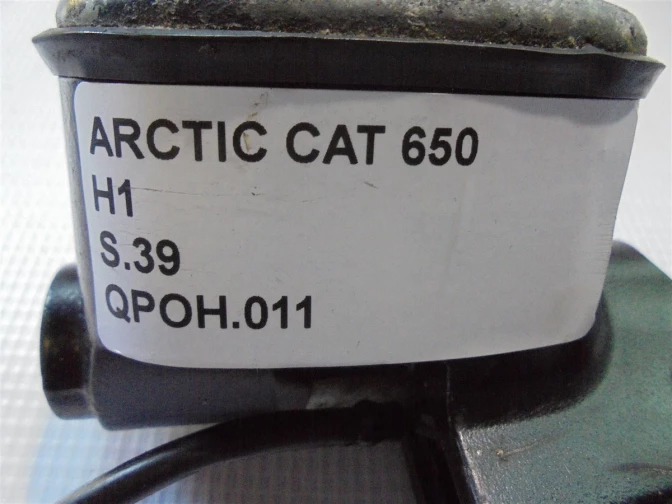 ARCTIC CAT 650
H1
S.39
QPOH.011